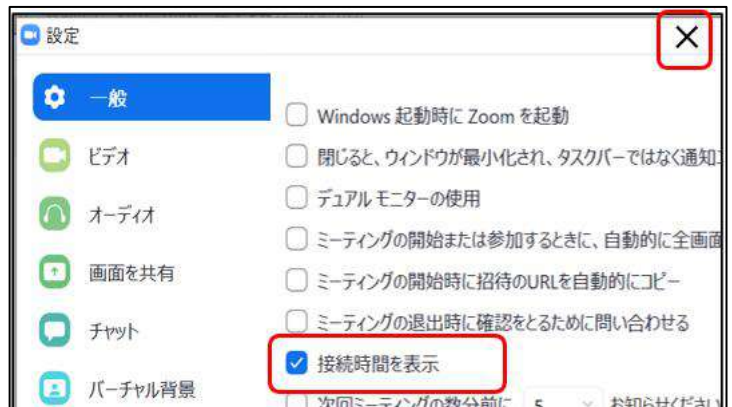 設定
一般
ビデオ
オーディオ
画面を共有
チャット
バーチャル背景
Windows 起動時に Zoom を起動
閉じると、ウィンドウが最小化され、タスクバーではなく通知
デュアル モニターの使用
ミーティングの開始または参加するときに、自動的に全画面
ミーティングの開始時に招待のURLを自動的にコピー
ミーティングの退出時に確認をとるために問い合わせる
接続時間を表示
次回ミーティングの数分前に 5 お知らせください